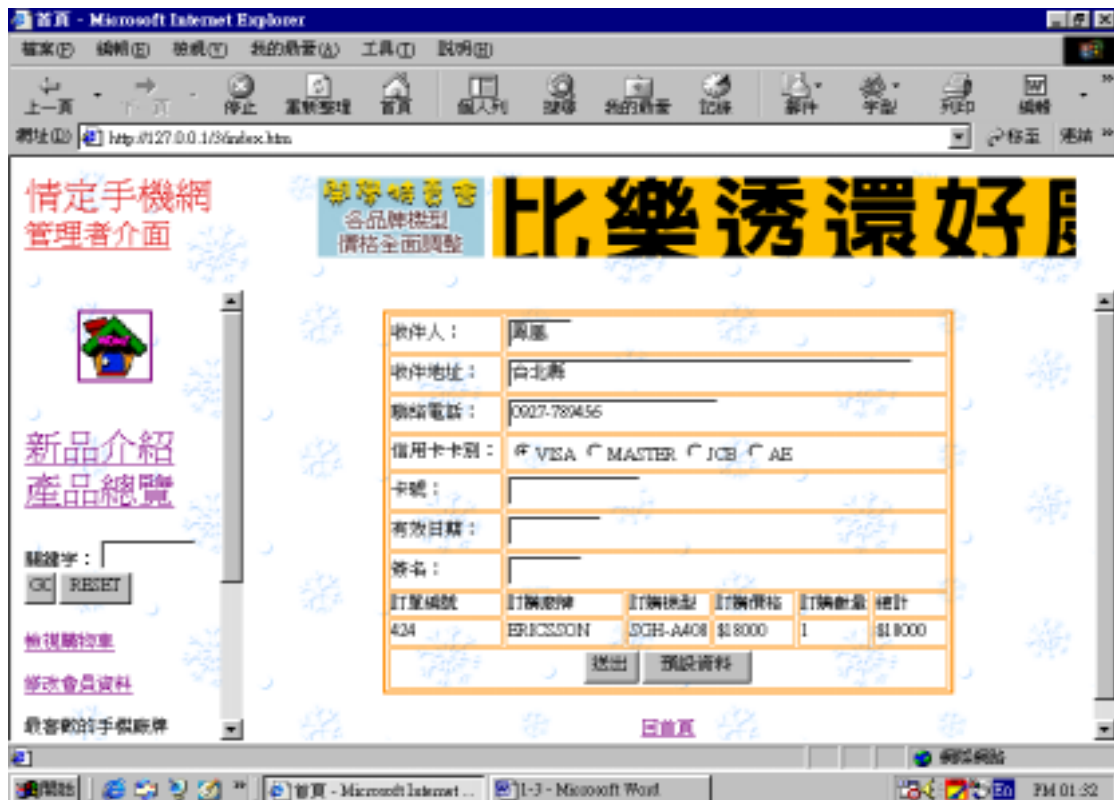 首頁 - Microsoft Internet Explorer
檔案(F) 編輯(E) 檢視(V) 我的最愛(A) 工具(T) 說明(H)
上一頁 下一頁 停止 重新整理 首頁 個人列 搜尋 我的最愛 記錄 郵件 字型 列印 編輯
網址(D) http://127.0.0.1/3/index.htm 移至 連結 »
情定手機網
管理者介面
各品牌機型
價格全面調整
比樂透還好
新品介紹
產品總覽
關鍵字：
GO RESET
檢視購物車
修改會員資料
最喜歡的手機廠牌
收件人： 鳳凰
收件地址： 台北縣
聯絡電話： 0927-789456
信用卡卡別： VISA MASTER JCB AE
卡號：
有效日期：
簽名：
訂單編號 訂購廠牌 訂購機型 訂購價格 訂購數量 總計
424 ERICSSON SGH-A408 $18000 1 $18000
送出 預設資料
回首頁
網際網路
開始 » 首頁 - Microsoft Internet ... 1-3 - Microsoft Word En PM 01:32